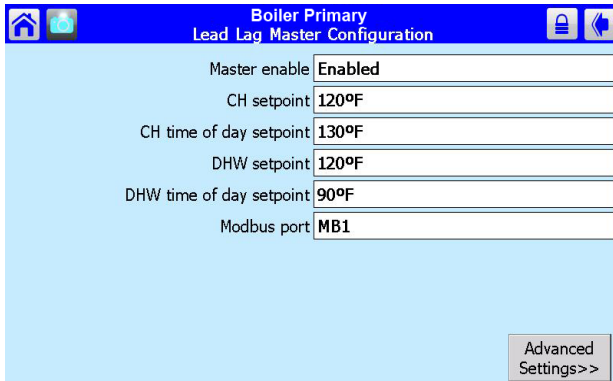 Boiler Primary
Lead Lag Master Configuration
Master enable Enabled
CH setpoint 120ºF
CH time of day setpoint 130ºF
DHW setpoint 120ºF
DHW time of day setpoint 90ºF
Modbus port MB1
Advanced
Settings>>